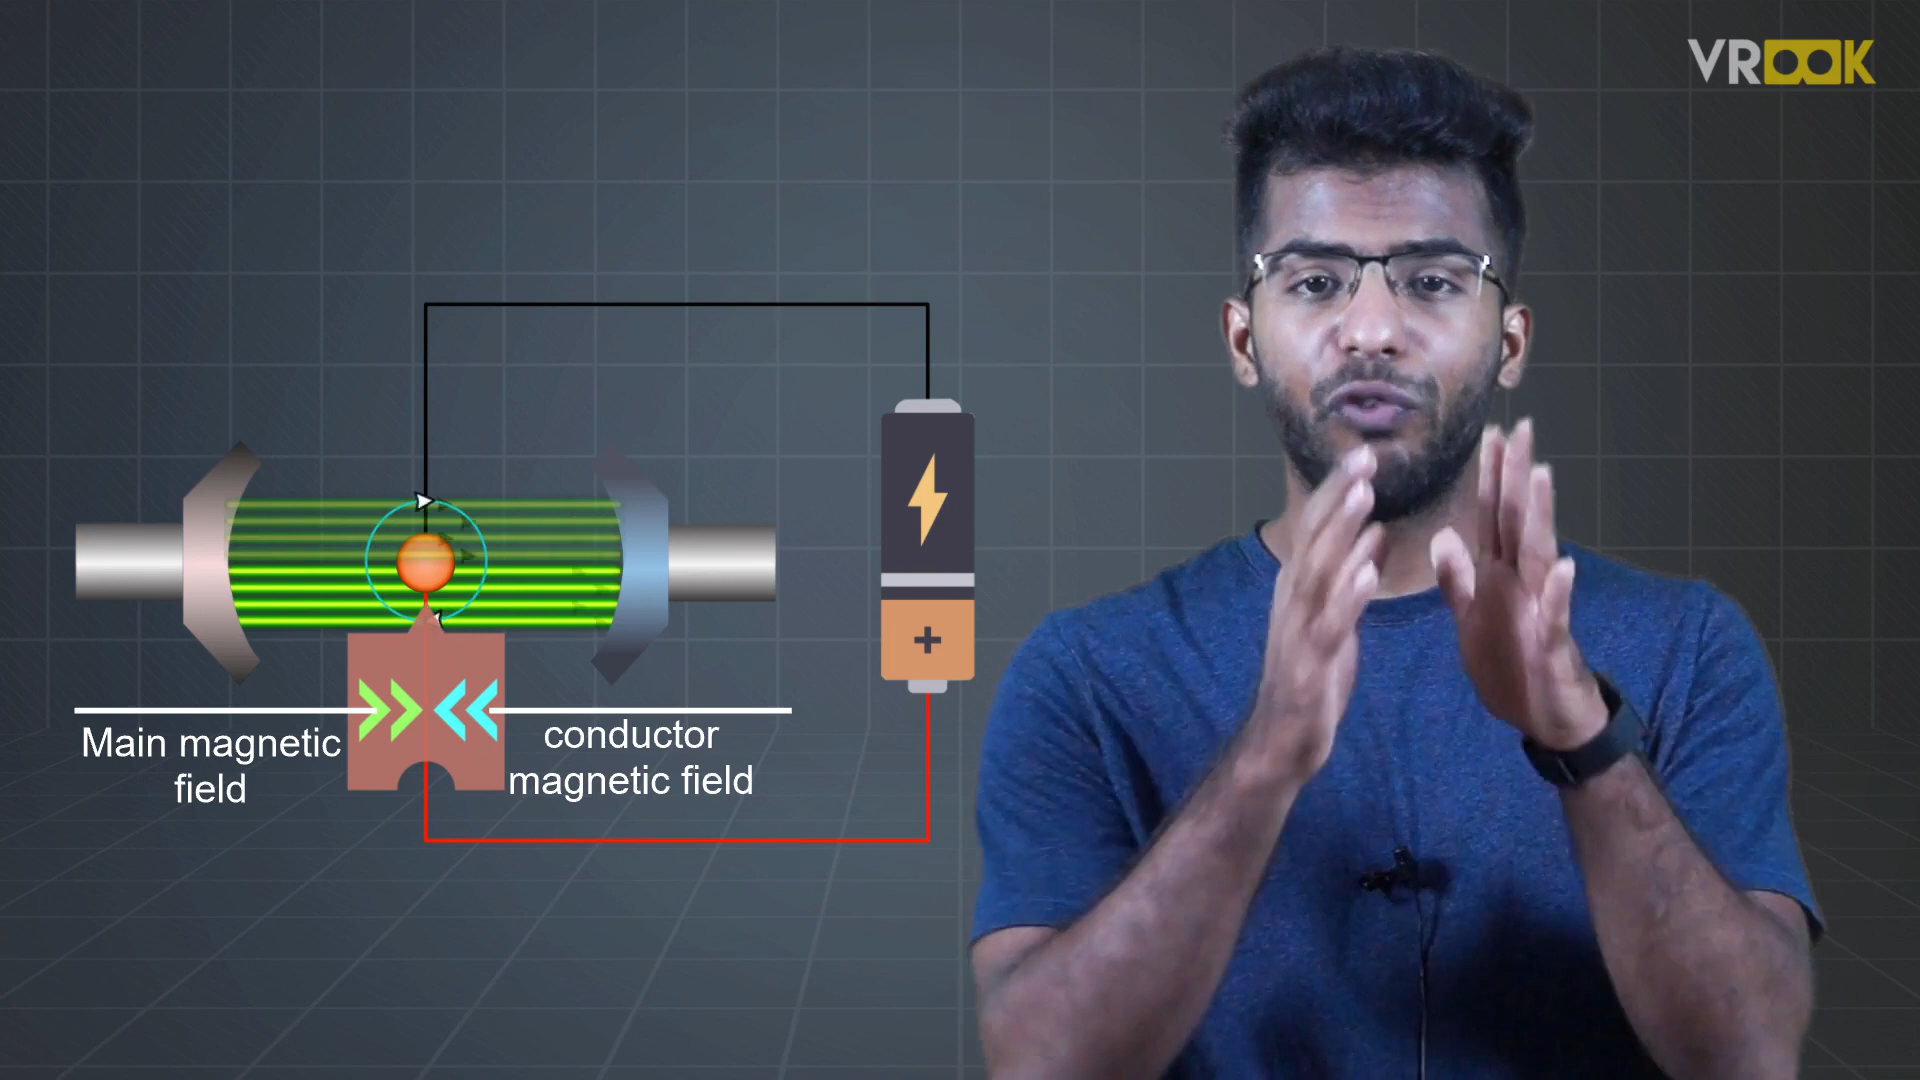 VROOK
+
Main magnetic
field
conductor
magnetic field